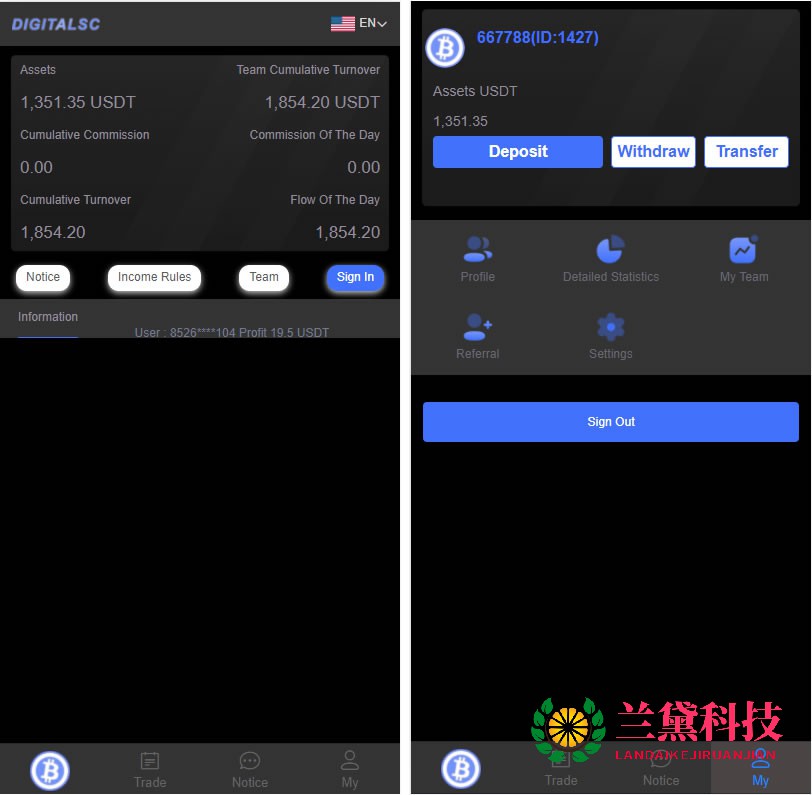 DIGITALSC
EN
Assets
Team Cumulative Turnover
1,351.35 USDT
1,854.20 USDT
Cumulative Commission
Commission Of The Day
0.00
0.00
Cumulative Turnover
Flow Of The Day
1,854.20
1,854.20
Notice
Income Rules
Team
Sign In
Information
User : 8526****104 Profit 19.5 USDT
Trade
Notice
My
667788(ID:1427)
Assets USDT
1,351.35
Deposit
Withdraw
Transfer
Profile
Detailed Statistics
My Team
Referral
Settings
Sign Out
兰黛科技
LANDAIKEJIRUANJIAN
Trade
Notice
My